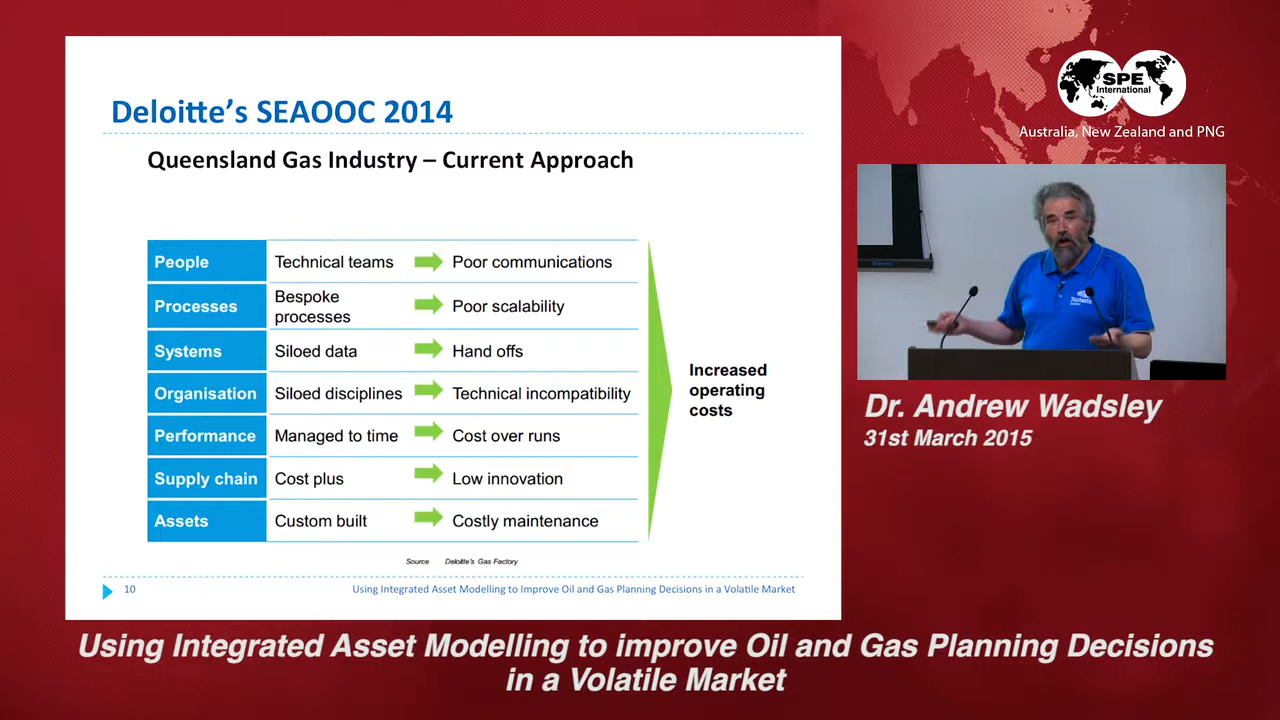 Deloitte's SEAOOC 2014
Queensland Gas Industry – Current Approach
People Technical teams Poor communications
Processes Bespoke processes Poor scalability
Systems Siloed data Hand offs
Organisation Siloed disciplines Technical incompatibility
Performance Managed to time Cost over runs
Supply chain Cost plus Low innovation
Assets Custom built Costly maintenance
Increased
operating
costs
Source Deloitte's Gas Factory
10 Using Integrated Asset Modelling to Improve Oil and Gas Planning Decisions in a Volatile Market
SPE
International
Australia, New Zealand and PNG
Dr. Andrew Wadsley
31st March 2015
Using Integrated Asset Modelling to improve Oil and Gas Planning Decisions
in a Volatile Market